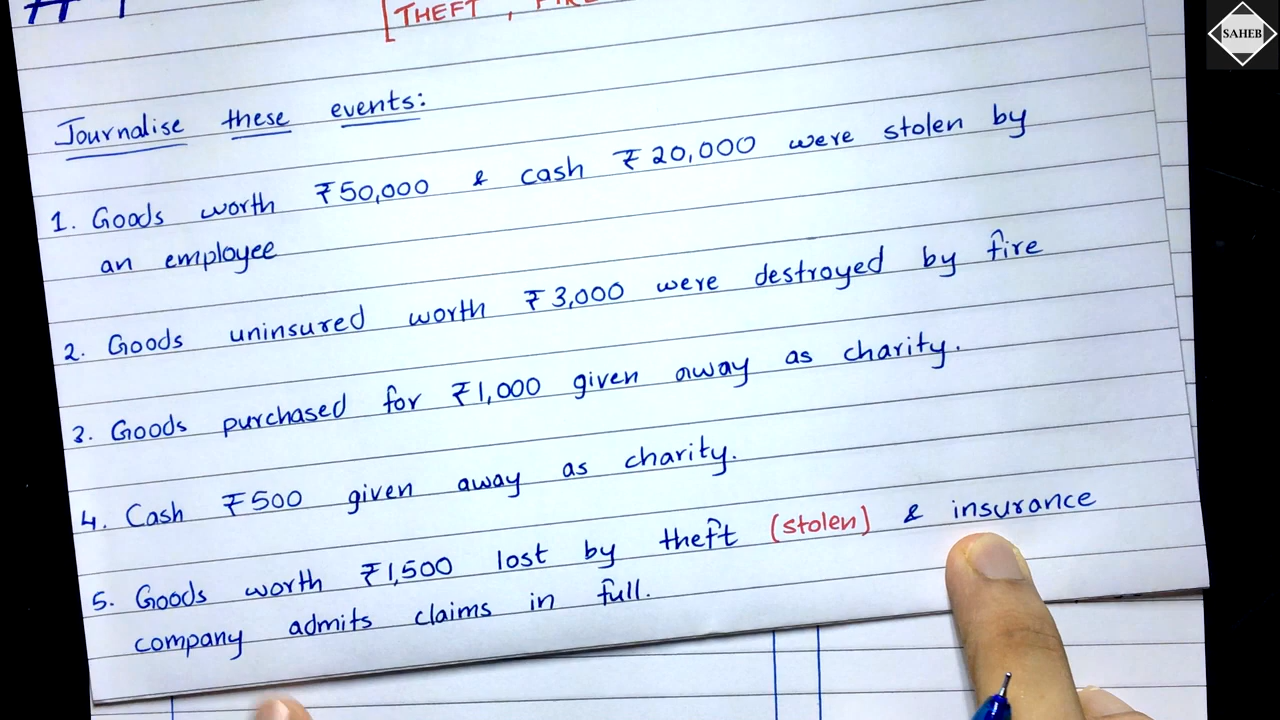 [THEFT,
SAHEB
Journalise these events:
1. Goods worth ₹50,000 & cash ₹20,000 were stolen by
an employee
2. Goods uninsured worth ₹3,000 were destroyed by fire
3. Goods purchased for ₹1,000 given away as charity.
4. Cash ₹500 given away as charity.
5. Goods worth ₹1,500 lost by theft (stolen) & insurance
company admits claims in full.